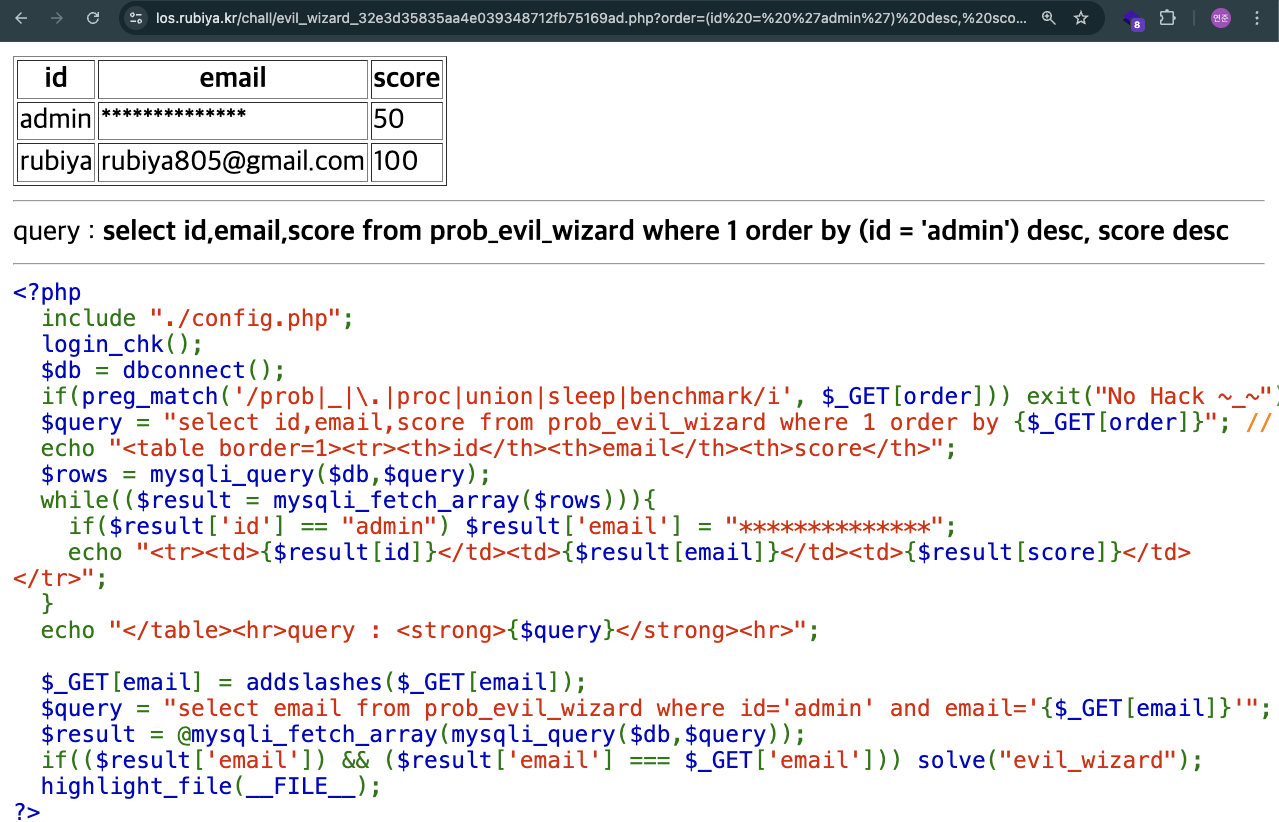 los.rubiya.kr/chall/evil_wizard_32e3d35835aa4e039348712fb75169ad.php?order=(id%20=%20%27admin%27)%20desc,%20sco...
8
연준
id email score
admin ************** 50
rubiya rubiya805@gmail.com 100
query : select id,email,score from prob_evil_wizard where 1 order by (id = 'admin') desc, score desc
<?php
  include "./config.php";
  login_chk();
  $db = dbconnect();
  if(preg_match('/prob|_|\.|proc|union|sleep|benchmark/i', $_GET[order])) exit("No Hack ~_~")
  $query = "select id,email,score from prob_evil_wizard where 1 order by {$_GET[order]}"; //
  echo "<table border=1><tr><th>id</th><th>email</th><th>score</th>";
  $rows = mysqli_query($db,$query);
  while(($result = mysqli_fetch_array($rows))){
    if($result['id'] == "admin") $result['email'] = "**************";
    echo "<tr><td>{$result[id]}</td><td>{$result[email]}</td><td>{$result[score]}</td>
</tr>";
  }
  echo "</table><hr>query : <strong>{$query}</strong><hr>";
  $_GET[email] = addslashes($_GET[email]);
  $query = "select email from prob_evil_wizard where id='admin' and email='{$_GET[email]}'";
  $result = @mysqli_fetch_array(mysqli_query($db,$query));
  if(($result['email']) && ($result['email'] === $_GET['email'])) solve("evil_wizard");
  highlight_file(__FILE__);
?>